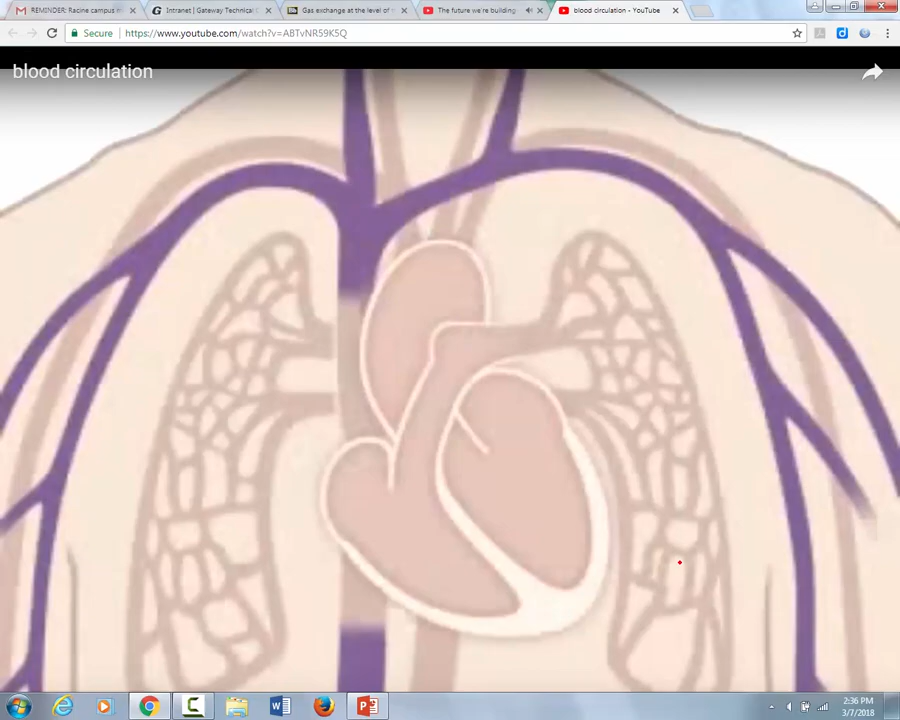 REMINDER: Racine campus n
Intranet | Gateway Technical C
Gas exchange at the level of
The future we're building
blood circulation - YouTube
Secure
https://www.youtube.com/watch?v=ABTvNR59K5Q
blood circulation
2:36 PM
3/7/2018